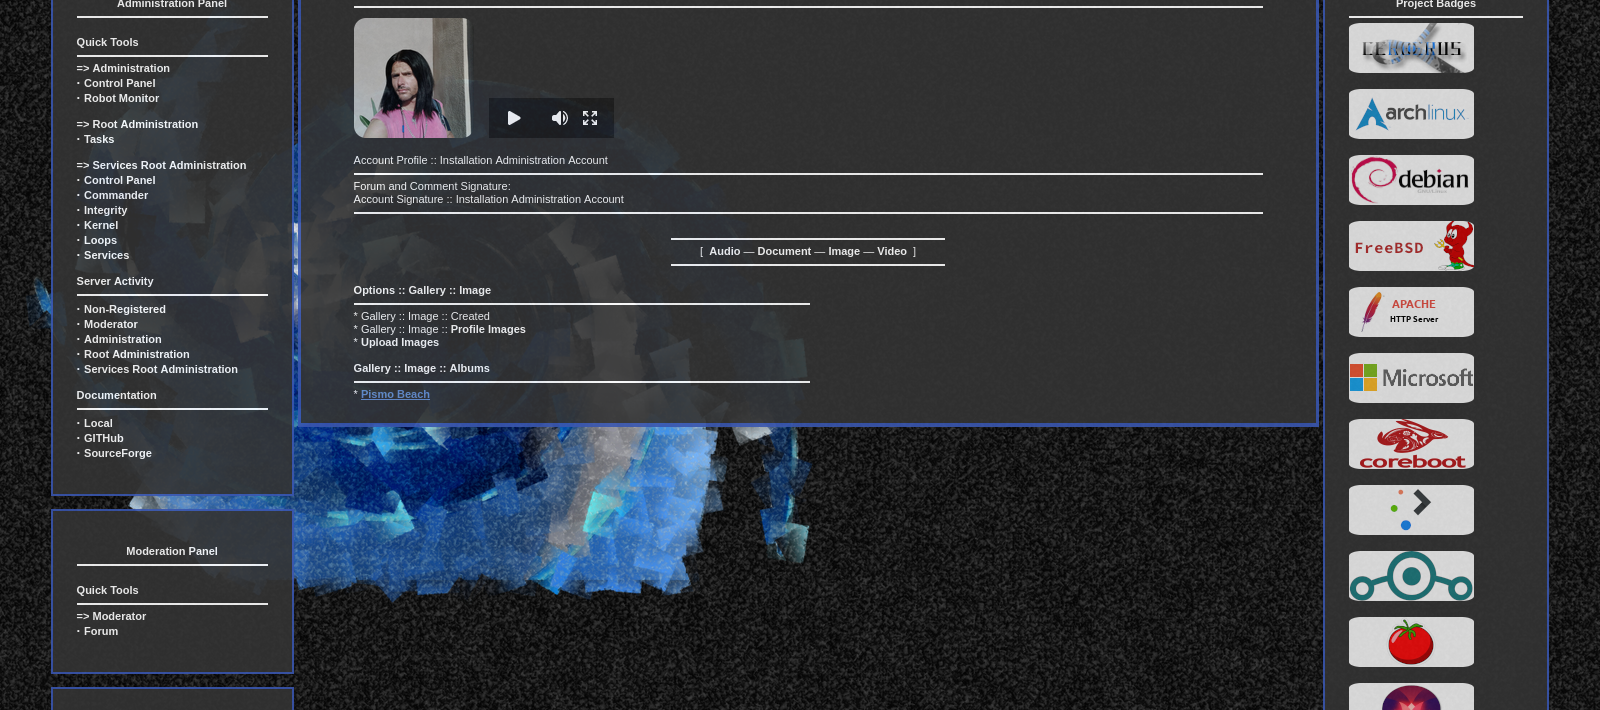 Administration Panel
Quick Tools
=> Administration
· Control Panel
· Robot Monitor
=> Root Administration
· Tasks
=> Services Root Administration
· Control Panel
· Commander
· Integrity
· Kernel
· Loops
· Services
Server Activity
· Non-Registered
· Moderator
· Administration
· Root Administration
· Services Root Administration
Documentation
· Local
· GITHub
· SourceForge
Moderation Panel
Quick Tools
=> Moderator
· Forum
Account Profile :: Installation Administration Account
Forum and Comment Signature:
Account Signature :: Installation Administration Account
[ Audio — Document — Image — Video ]
Options :: Gallery :: Image
* Gallery :: Image :: Created
* Gallery :: Image :: Profile Images
* Upload Images
Gallery :: Image :: Albums
* Pismo Beach
Project Badges
CERBERUS
archlinux
debian
FreeBSD
APACHE
HTTP Server
Microsoft
coreboot